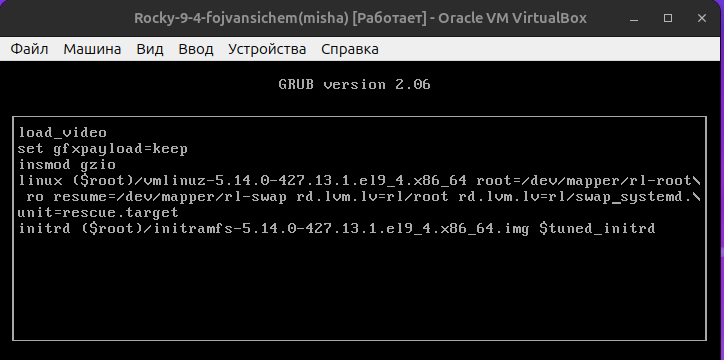 Rocky-9-4-fojvansichem(misha) [Работает] - Oracle VM VirtualBox
Файл Машина Вид Ввод Устройства Справка
GRUB version 2.06
load_video
set gfxpayload=keep
insmod gzio
linux ($root)/vmlinuz-5.14.0-427.13.1.el9_4.x86_64 root=/dev/mapper/rl-root\
ro resume=/dev/mapper/rl-swap rd.lvm.lv=rl/root rd.lvm.lv=rl/swap_systemd.\
unit=rescue.target
initrd ($root)/initramfs-5.14.0-427.13.1.el9_4.x86_64.img $tuned_initrd